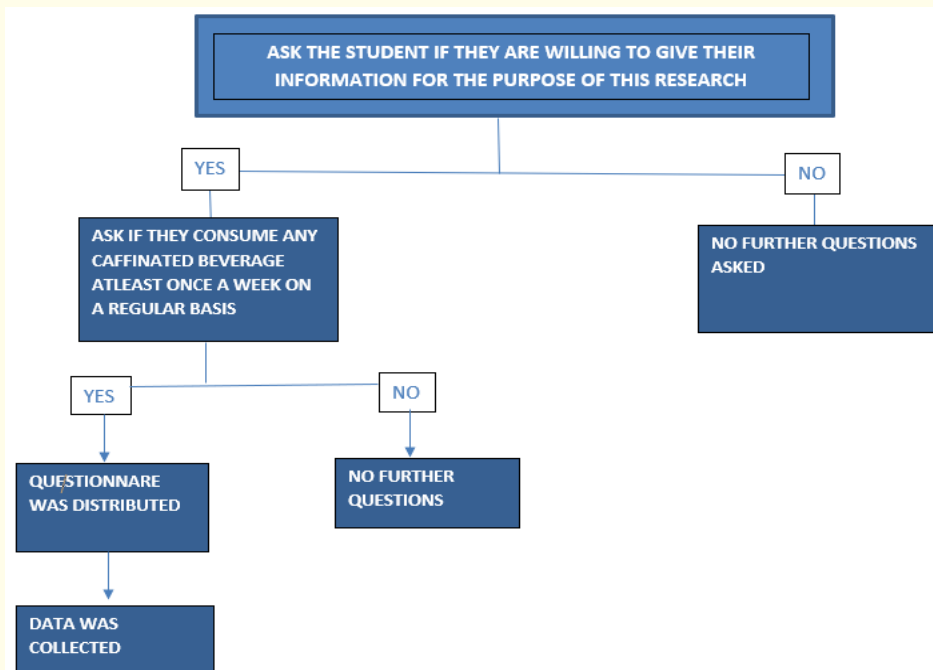 ASK THE STUDENT IF THEY ARE WILLING TO GIVE THEIR
INFORMATION FOR THE PURPOSE OF THIS RESEARCH
YES
NO
ASK IF THEY CONSUME ANY
CAFFINATED BEVERAGE
ATLEAST ONCE A WEEK ON
A REGULAR BASIS
NO FURTHER QUESTIONS
ASKED
YES
NO
QUESTIONNARE
WAS DISTRIBUTED
NO FURTHER
QUESTIONS
DATA WAS
COLLECTED